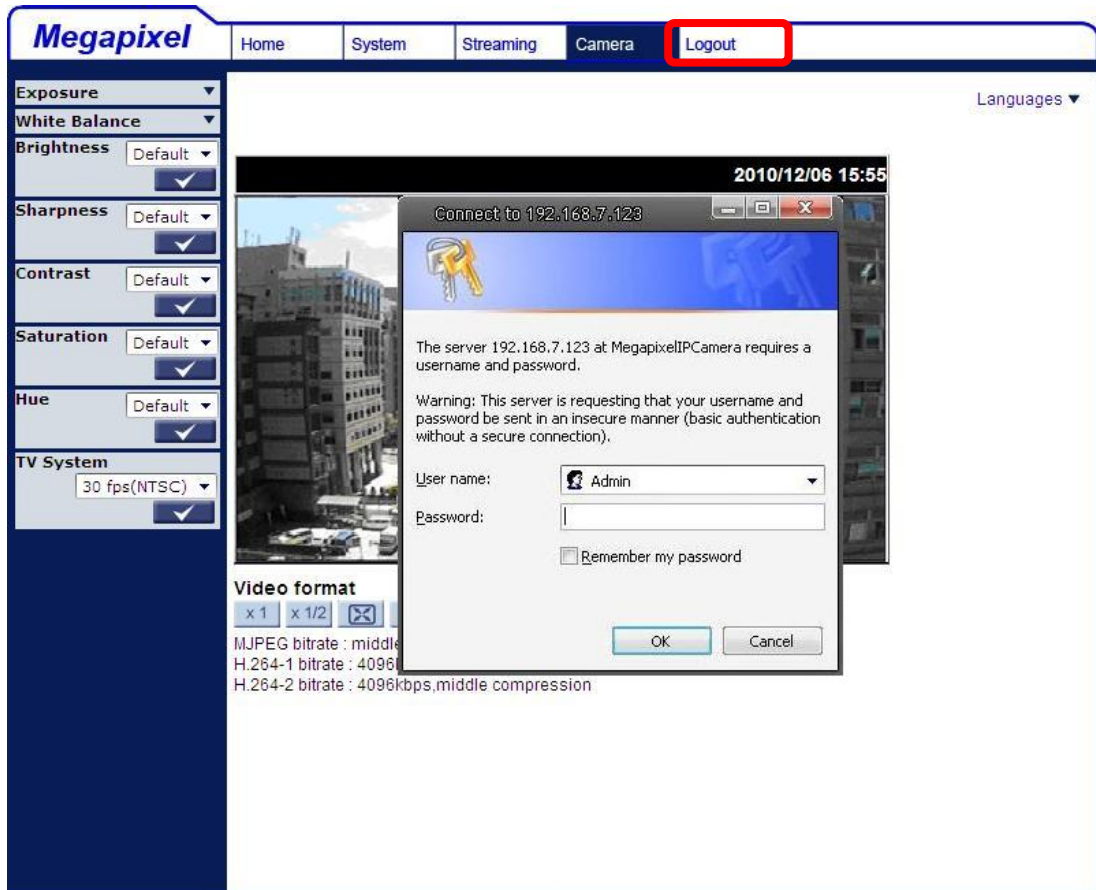 Megapixel
Home System Streaming Camera Logout
Languages
Exposure
White Balance
Brightness Default
Sharpness Default
Contrast Default
Saturation Default
Hue Default
TV System
30 fps(NTSC)
2010/12/06 15:55
Connect to 192.168.7.123
The server 192.168.7.123 at MegapixelIPCamera requires a
username and password.
Warning: This server is requesting that your username and
password be sent in an insecure manner (basic authentication
without a secure connection).
User name: Admin
Password:
Remember my password
OK Cancel
Video format
x 1 x 1/2
MJPEG bitrate : middle
H.264-1 bitrate : 4096
H.264-2 bitrate : 4096kbps,middle compression